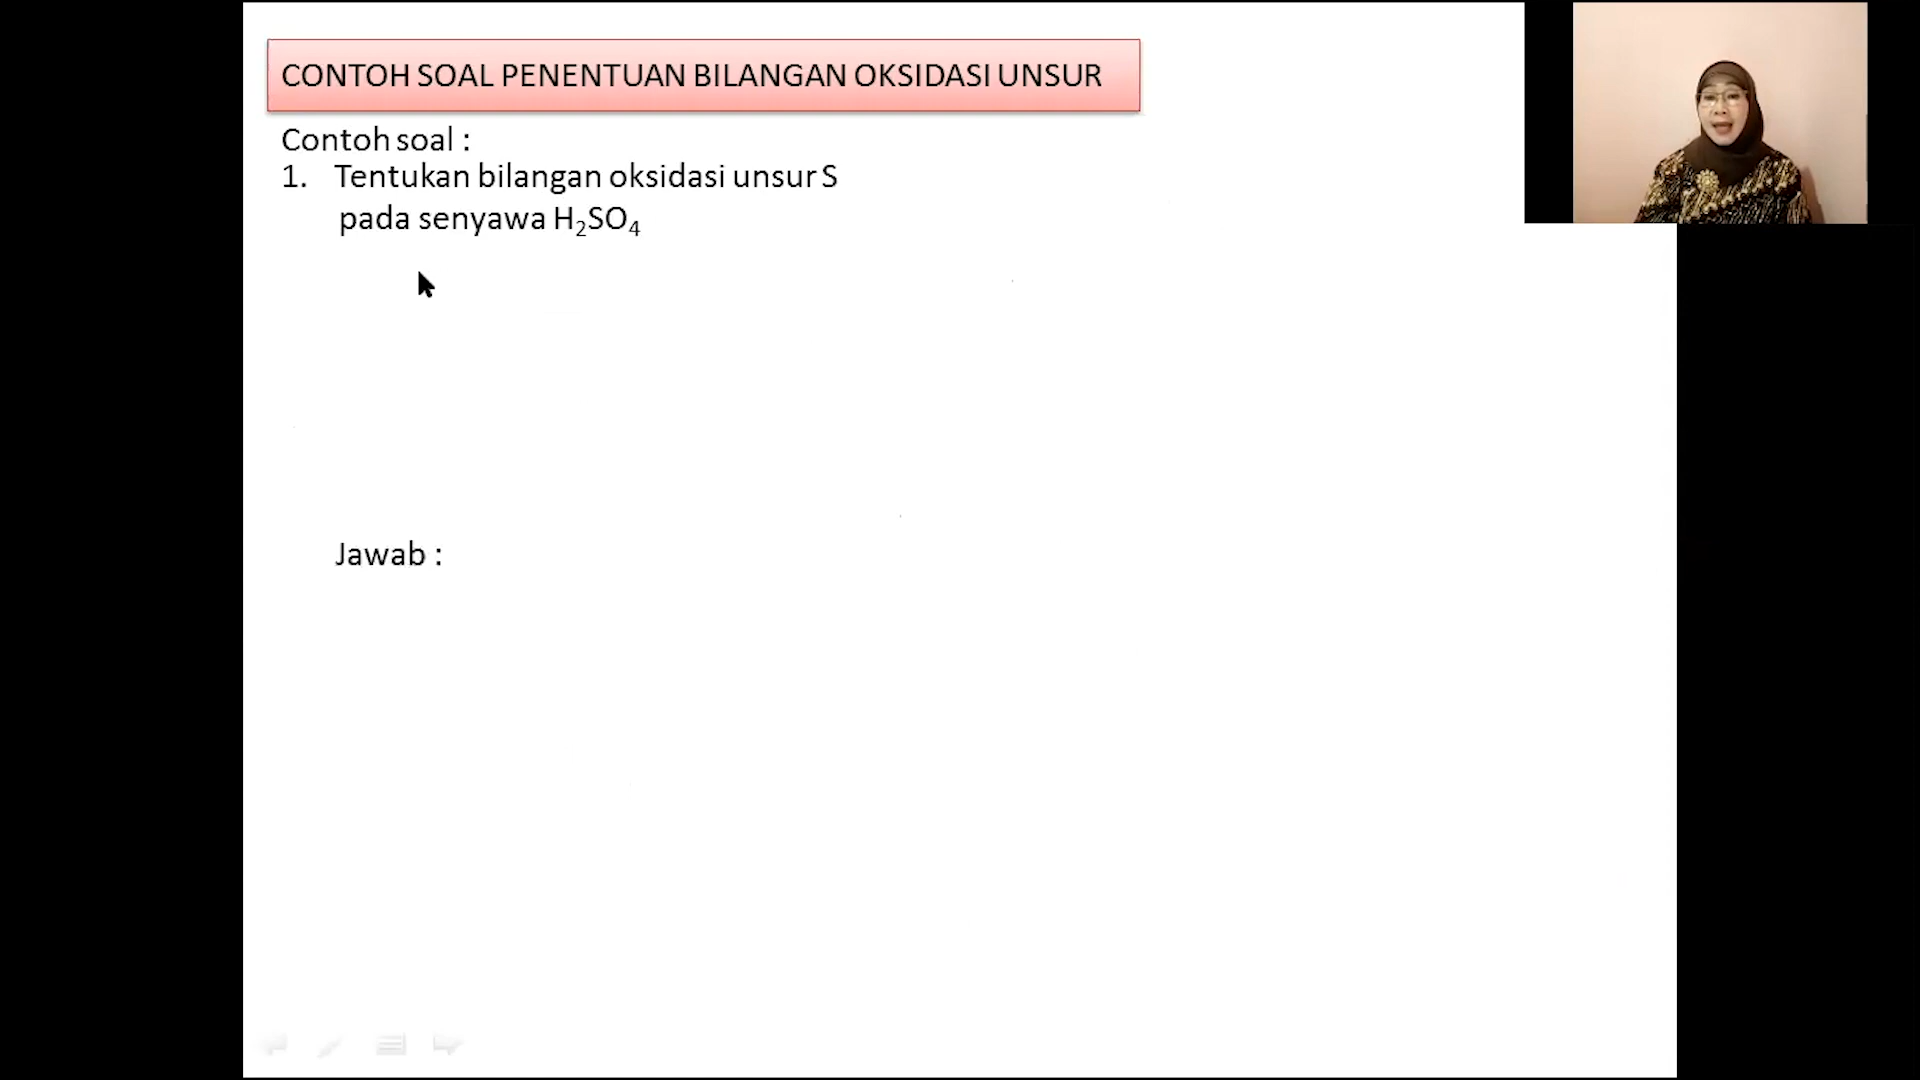 CONTOH SOAL PENENTUAN BILANGAN OKSIDASI UNSUR
Contoh soal :
1. Tentukan bilangan oksidasi unsur S
pada senyawa H₂SO₄
Jawab :